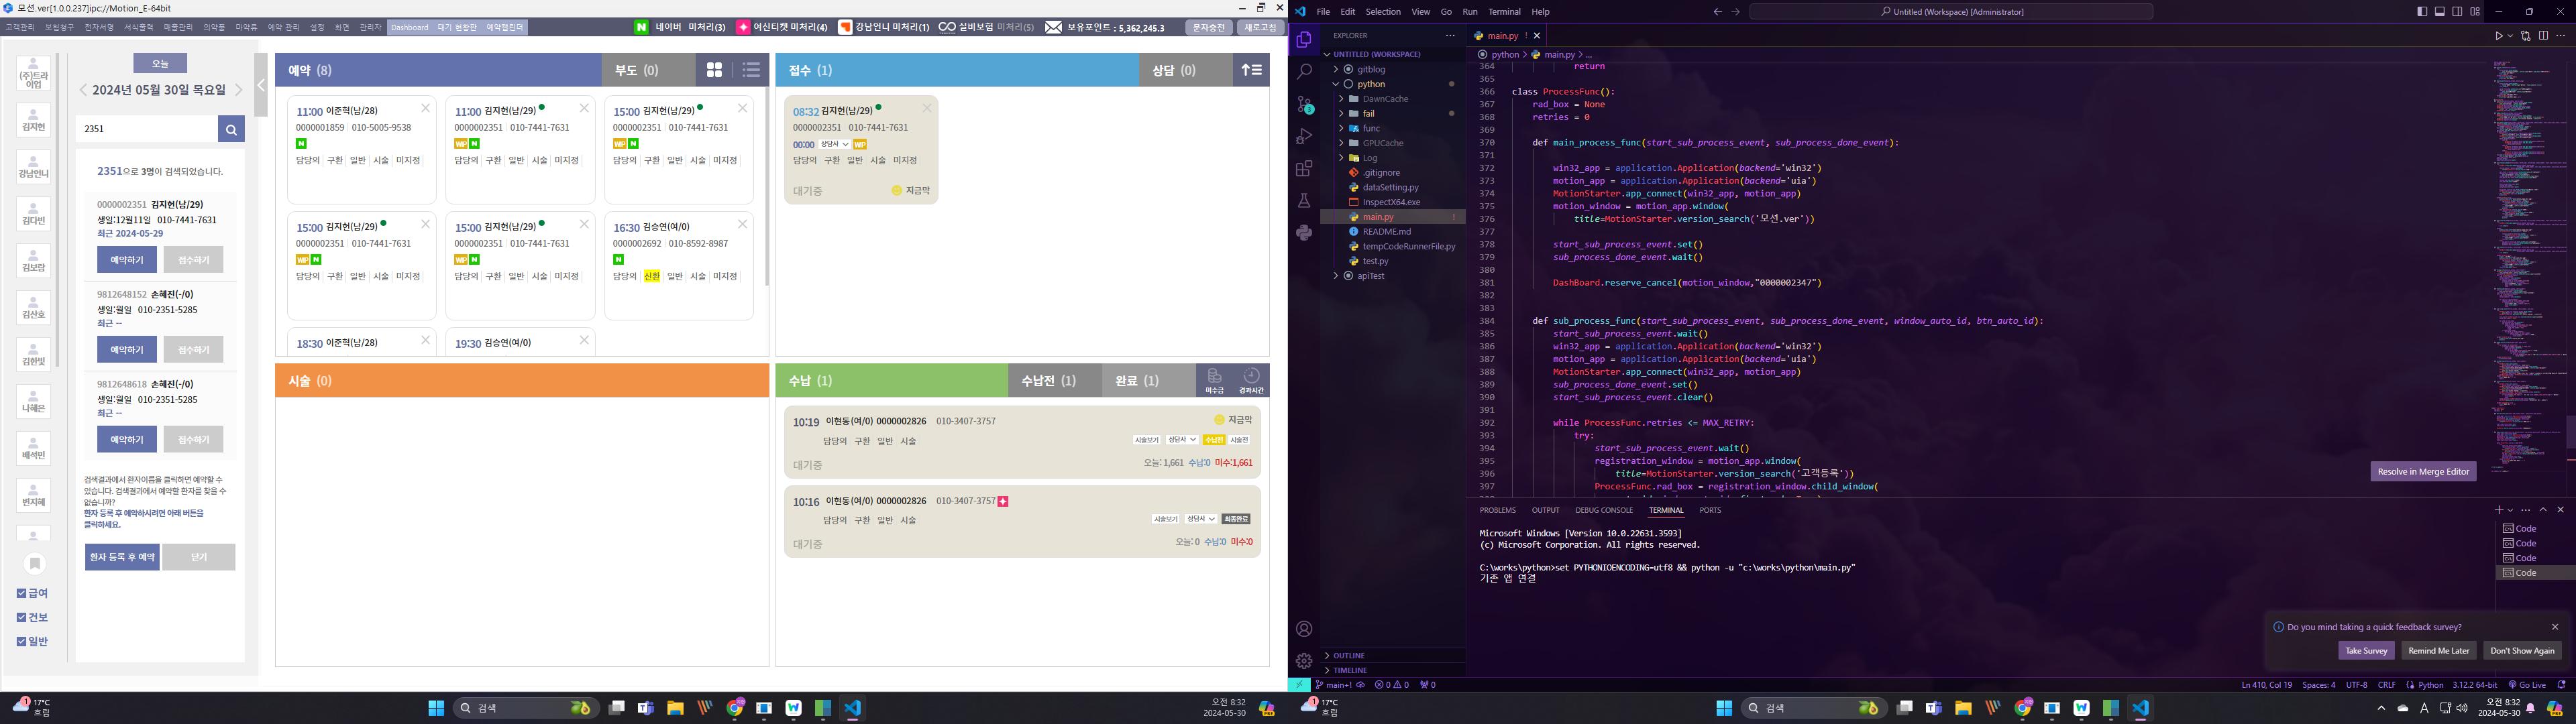 모션.ver[1.0.0.237]ipc://Motion_E-64bit
고객관리 보험청구 전자서명 서식출력 매출관리 의약품 마약류 예약 관리 설정 화면 관리자 Dashboard 대기 현황판 예약캘린더
N 네이버 미처리(3) 여신티켓 미처리(4) 강남언니 미처리(1) 실비보험 미처리(5) 보유포인트 : 5,362,245.3 문자충전 새로고침
(주)트라이업
김지헌
강남언니
김다빈
김보람
김산호
김한빛
나혜은
배석민
변지혜
급여
건보
일반
오늘
2024년 05월 30일 목요일
2351
2351으로 3명이 검색되었습니다.
0000002351 김지헌(남/29)
생일:12월11일 010-7441-7631
최근 2024-05-29
예약하기 접수하기
9812648152 손혜진(-/0)
생일:월일 010-2351-5285
최근 --
예약하기 접수하기
9812648618 손혜진(-/0)
생일:월일 010-2351-5285
최근 --
예약하기 접수하기
검색결과에서 환자이름을 클릭하면 예약할 수
있습니다. 검색결과에서 예약할 환자를 찾을 수
없습니까?
환자 등록 후 예약하시려면 아래 버튼을
클릭하세요.
환자 등록 후 예약 닫기
예약 (8) 부도 (0)
11:00 이준혁(남/28)
0000001859 010-5005-9538
N
담당의 구환 일반 시술 미지정
11:00 김지헌(남/29)
0000002351 010-7441-7631
WP N
담당의 구환 일반 시술 미지정
15:00 김지헌(남/29)
0000002351 010-7441-7631
WP N
담당의 구환 일반 시술 미지정
15:00 김지헌(남/29)
0000002351 010-7441-7631
WP N
담당의 구환 일반 시술 미지정
15:00 김지헌(남/29)
0000002351 010-7441-7631
WP N
담당의 구환 일반 시술 미지정
16:30 김승연(여/0)
0000002692 010-8592-8987
N
담당의 신환 일반 시술 미지정
18:30 이준혁(남/28)
19:30 김승연(여/0)
접수 (1) 상담 (0)
08:32 김지헌(남/29)
0000002351 010-7441-7631
00:00 상담사 WP
담당의 구환 일반 시술 미지정
대기중 지금막
시술 (0)
수납 (1) 수납전 (1) 완료 (1) 미수금 경과시간
10:19 이현동(여/0) 0000002826 010-3407-3757 지금막
담당의 구환 일반 시술 시술보기 상담사 수납전 시술전
대기중 오늘: 1,661 수납:0 미수:1,661
10:16 이현동(여/0) 0000002826 010-3407-3757
담당의 구환 일반 시술 시술보기 상담사 최종완료
대기중 오늘: 0 수납:0 미수:0
17°C
흐림
검색
오전 8:32
2024-05-30
File Edit Selection View Go Run Terminal Help
Untitled (Workspace) [Administrator]
EXPLORER
UNTITLED (WORKSPACE)
gitblog
python
DawnCache
fail
func
GPUCache
Log
.gitignore
dataSetting.py
InspectX64.exe
main.py !
README.md
tempCodeRunnerFile.py
test.py
apiTest
OUTLINE
TIMELINE
main.py !
python > main.py > ...
364 return
365
366 class ProcessFunc():
367 rad_box = None
368 retries = 0
369
370 def main_process_func(start_sub_process_event, sub_process_done_event):
371
372 win32_app = application.Application(backend='win32')
373 motion_app = application.Application(backend='uia')
374 MotionStarter.app_connect(win32_app, motion_app)
375 motion_window = motion_app.window(
376 title=MotionStarter.version_search('모션.ver'))
377
378 start_sub_process_event.set()
379 sub_process_done_event.wait()
380
381 DashBoard.reserve_cancel(motion_window,"0000002347")
382
383
384 def sub_process_func(start_sub_process_event, sub_process_done_event, window_auto_id, btn_auto_id):
385 start_sub_process_event.wait()
386 win32_app = application.Application(backend='win32')
387 motion_app = application.Application(backend='uia')
388 MotionStarter.app_connect(win32_app, motion_app)
389 sub_process_done_event.set()
390 start_sub_process_event.clear()
391
392 while ProcessFunc.retries <= MAX_RETRY:
393 try:
394 start_sub_process_event.wait()
395 registration_window = motion_app.window(
396 title=MotionStarter.version_search('고객등록'))
397 ProcessFunc.rad_box = registration_window.child_window(
Resolve in Merge Editor
PROBLEMS OUTPUT DEBUG CONSOLE TERMINAL PORTS
Microsoft Windows [Version 10.0.22631.3593]
(c) Microsoft Corporation. All rights reserved.
C:\works\python>set PYTHONIOENCODING=utf8 && python -u "c:\works\python\main.py"
기존 앱 연결
Code
Code
Code
Code
Do you mind taking a quick feedback survey?
Take Survey Remind Me Later Don't Show Again
main+! 0 0 0
Ln 410, Col 19 Spaces: 4 UTF-8 CRLF Python 3.12.2 64-bit Go Live
17°C
흐림
검색
A
오전 8:32
2024-05-30